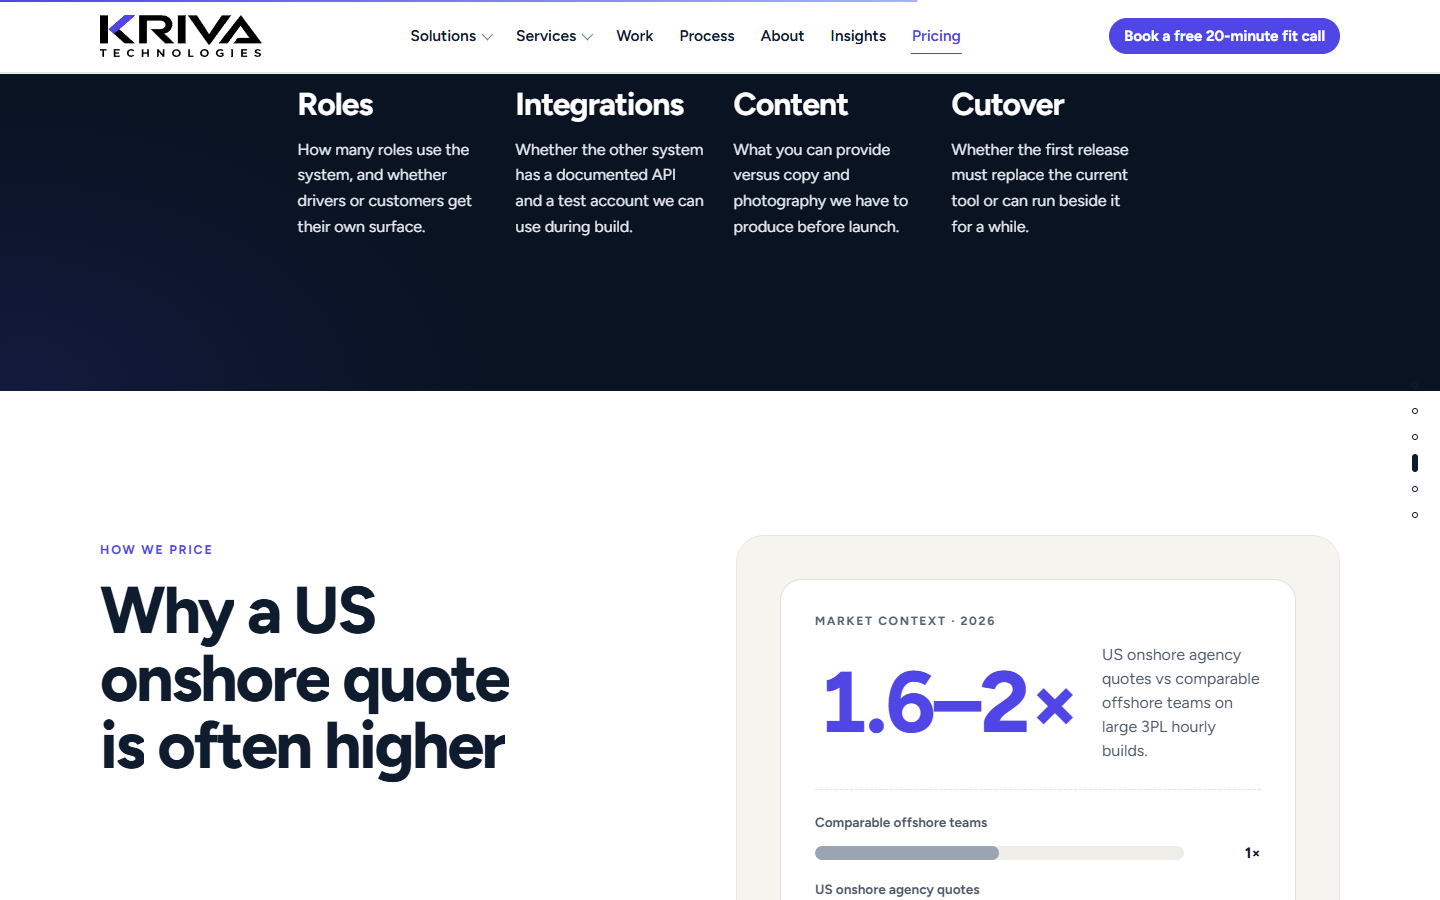 KRIVA
TECHNOLOGIES
Solutions
Services
Work
Process
About
Insights
Pricing
Book a free 20-minute fit call
Roles
How many roles use the
system, and whether
drivers or customers get
their own surface.
Integrations
Whether the other system
has a documented API
and a test account we can
use during build.
Content
What you can provide
versus copy and
photography we have to
produce before launch.
Cutover
Whether the first release
must replace the current
tool or can run beside it
for a while.
HOW WE PRICE
Why a US
onshore quote
is often higher
MARKET CONTEXT · 2026
1.6–2×
US onshore agency
quotes vs comparable
offshore teams on
large 3PL hourly
builds.
Comparable offshore teams
1×
US onshore agency quotes